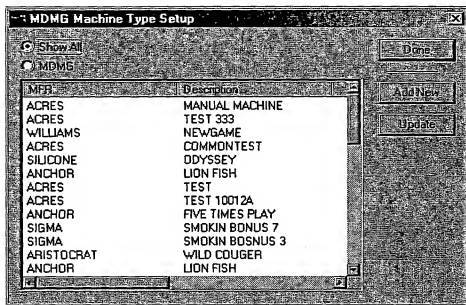 MDMG Machine Type Setup
Show All
MDMG
Done
Add New
Update
MFR Description
ACRES MANUAL MACHINE
ACRES TEST 333
WILLIAMS NEWGAME
ACRES COMMONTEST
SILICONE ODYSSEY
ANCHOR LION FISH
ACRES TEST
ACRES TEST 10012A
ANCHOR FIVE TIMES PLAY
SIGMA SMOKIN BONUS 7
SIGMA SMOKIN BOSNUS 3
ARISTOCRAT WILD COUGER
ANCHOR LION FISH